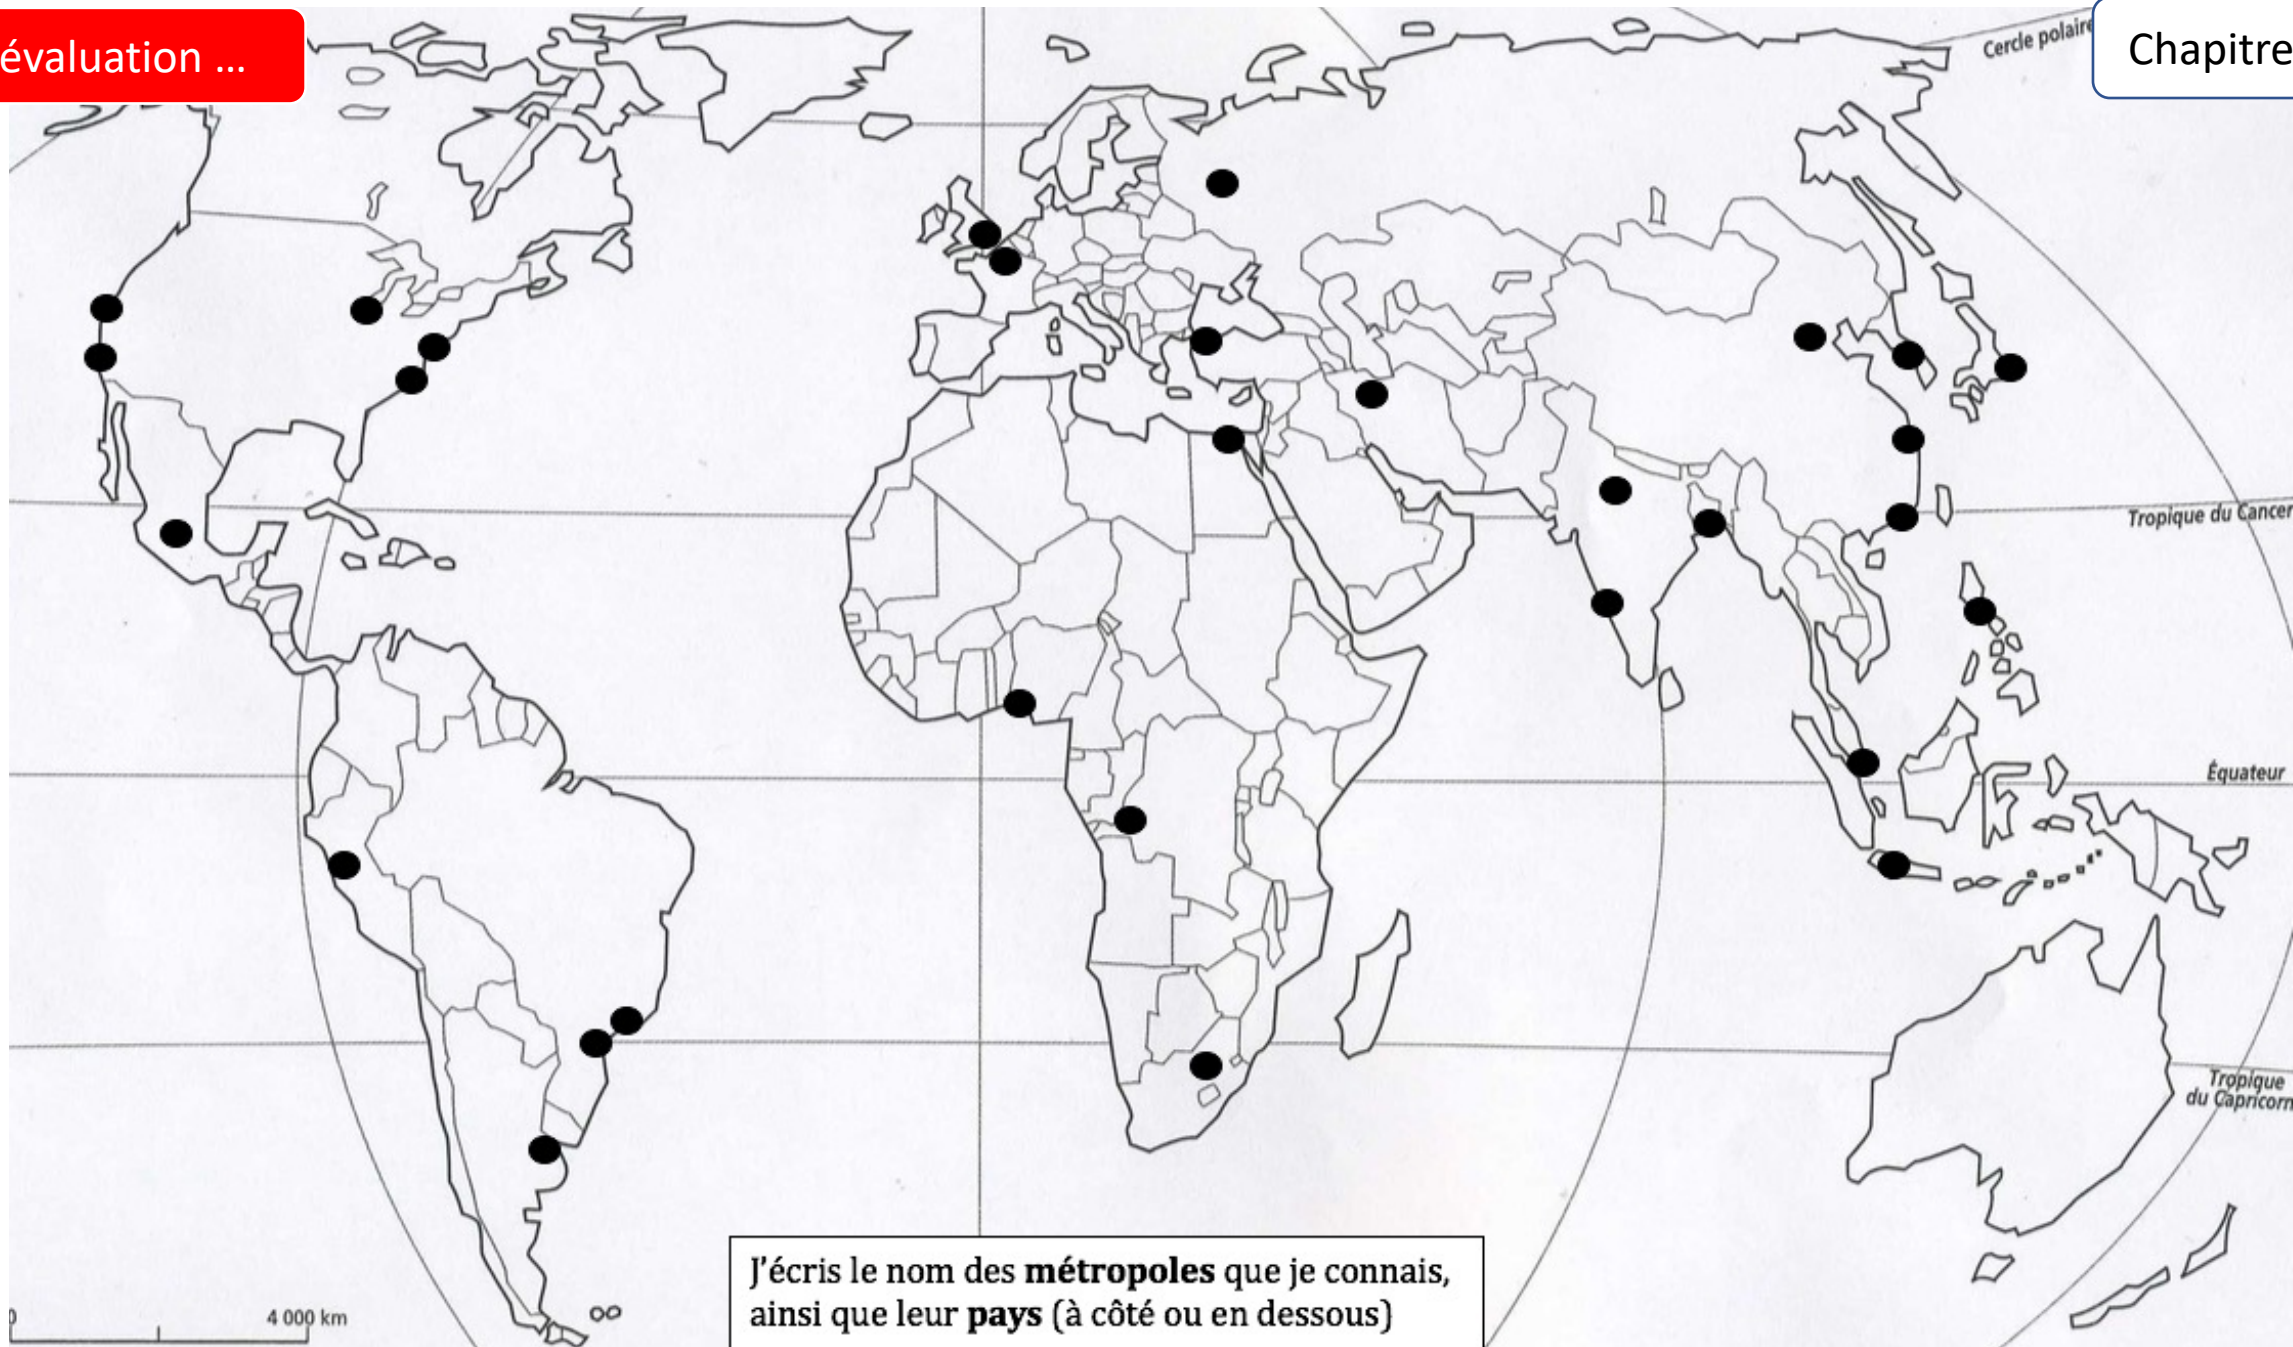 évaluation ...
Chapitre
Cercle polaire
Tropique du Cancer
Équateur
Tropique
du Capricorn
0
4 000 km
J'écris le nom des métropoles que je connais,
ainsi que leur pays (à côté ou en dessous)